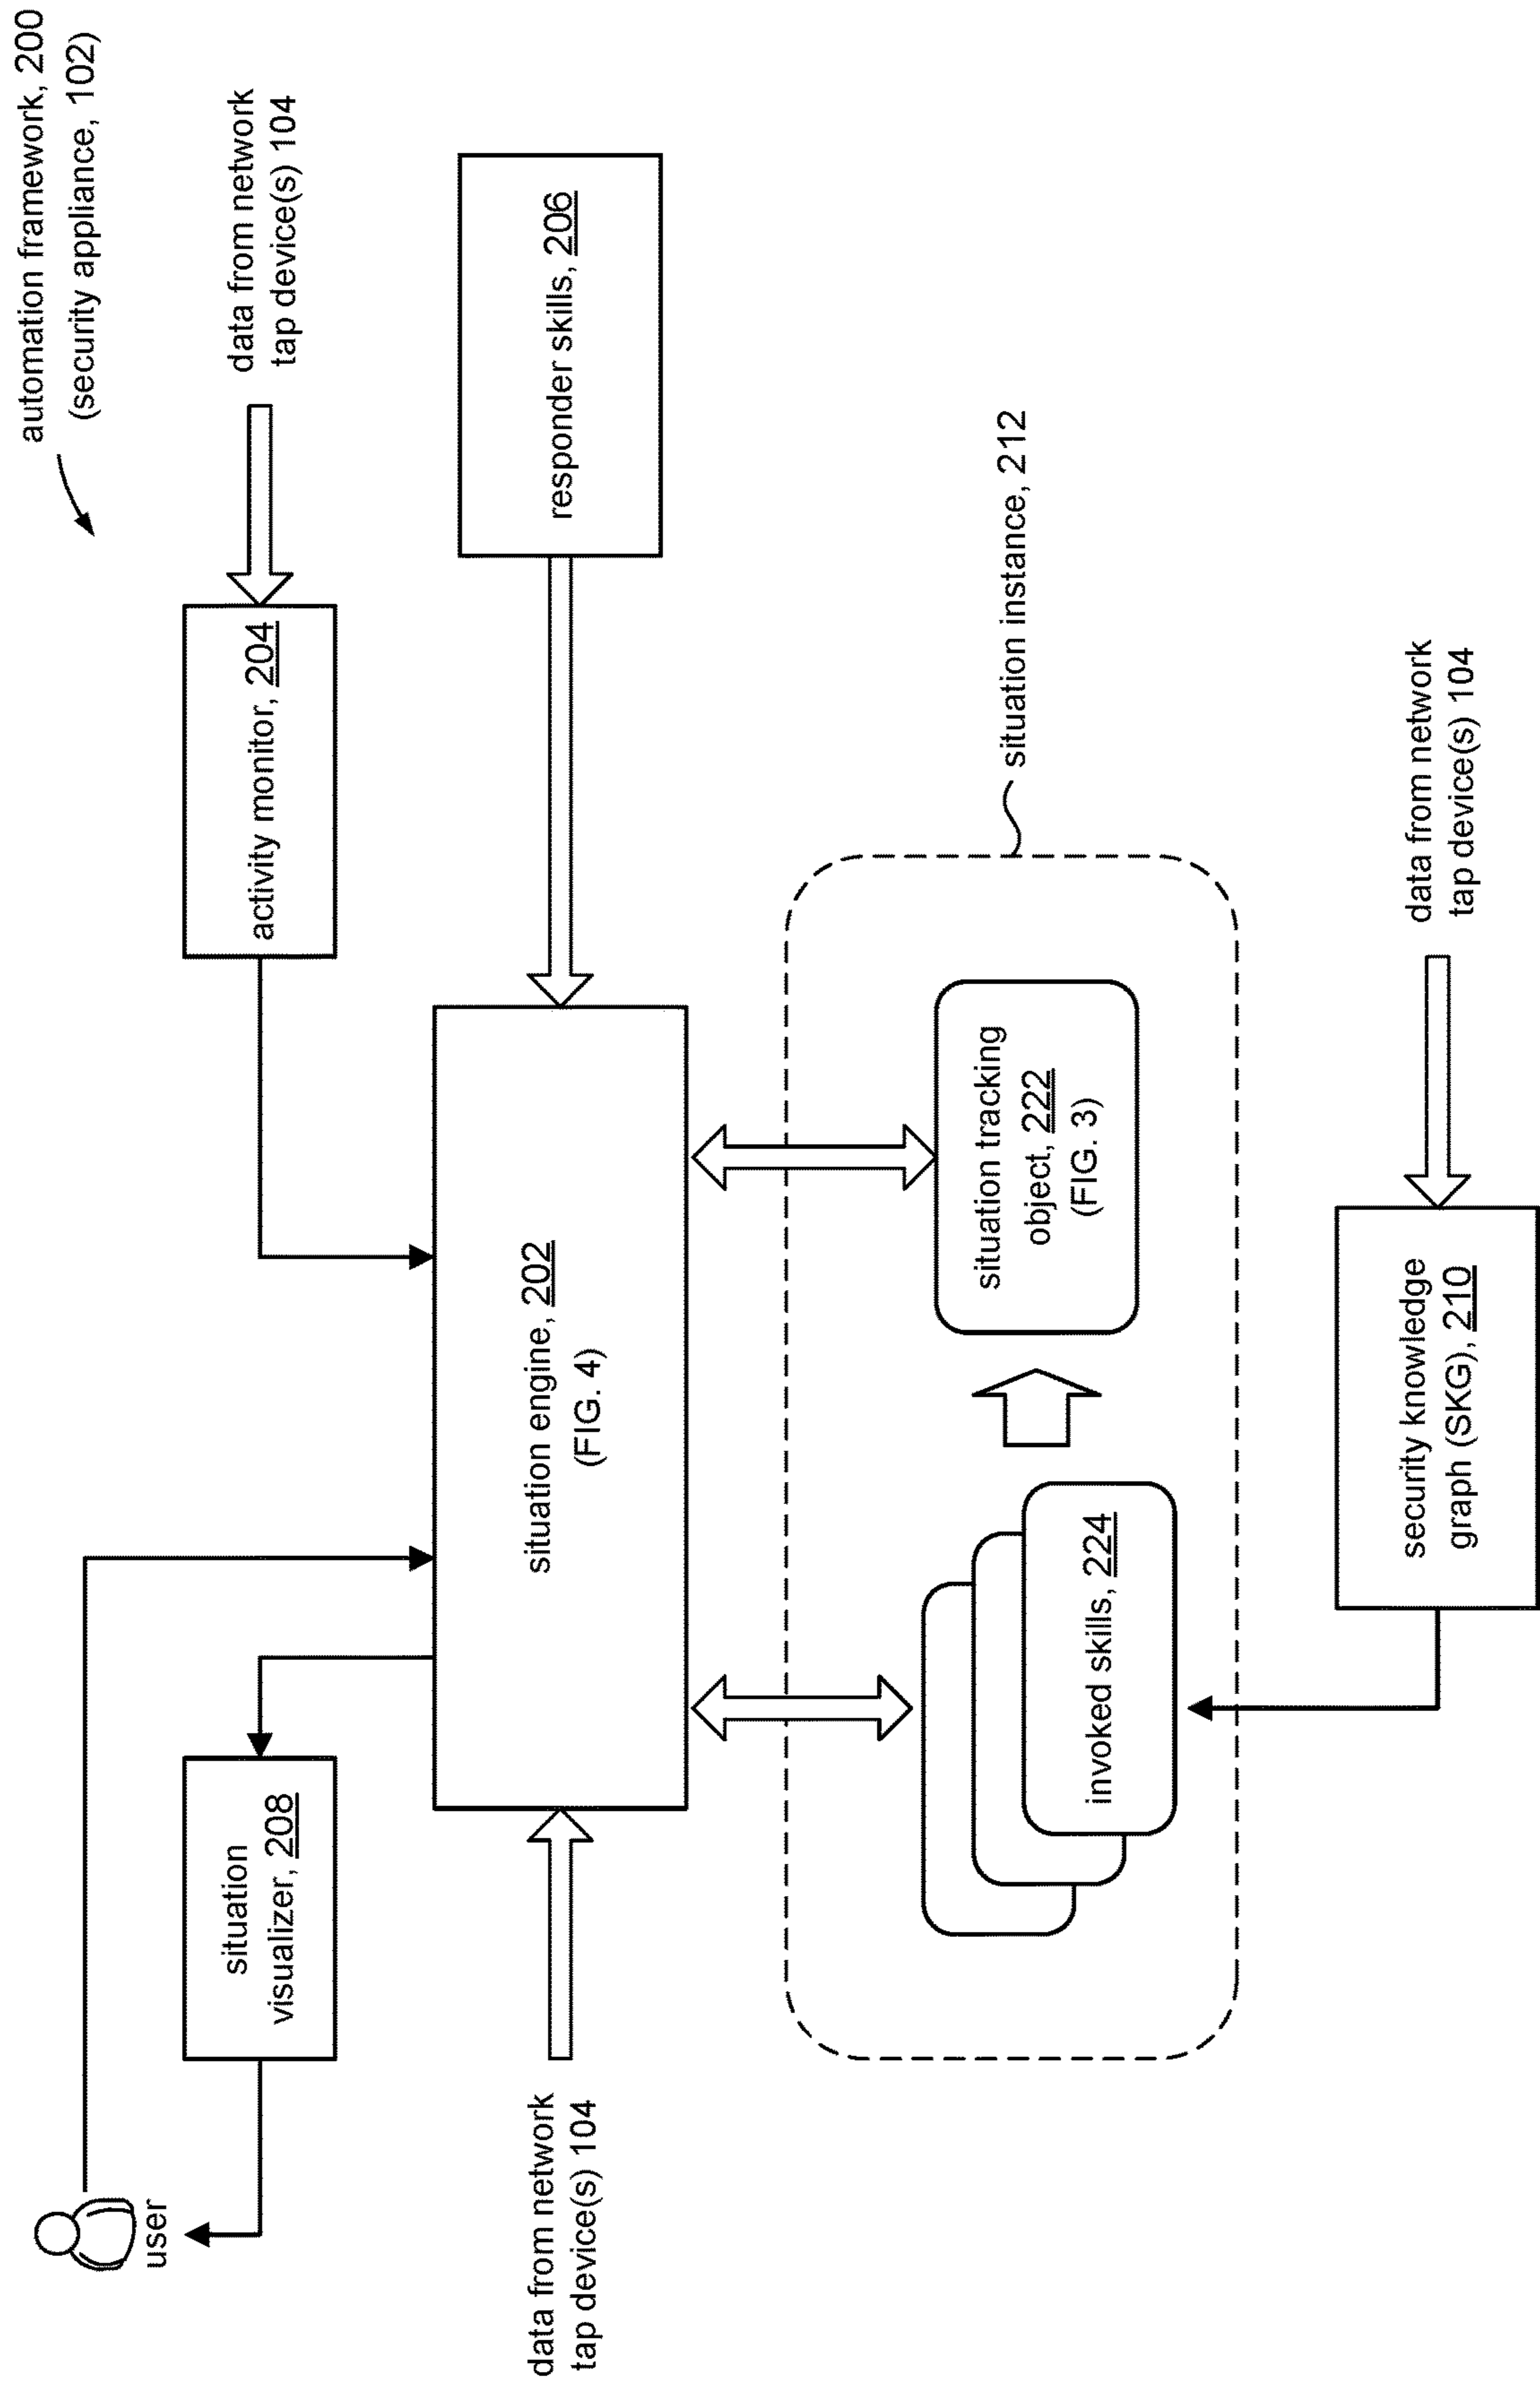 automation framework, 200
(security appliance, 102)
user
situation
visualizer, 208
activity monitor, 204
data from network
tap device(s) 104
data from network
tap device(s) 104
situation engine, 202
(FIG. 4)
responder skills, 206
situation instance, 212
invoked skills, 224
situation tracking
object, 222
(FIG. 3)
security knowledge
graph (SKG), 210
data from network
tap device(s) 104